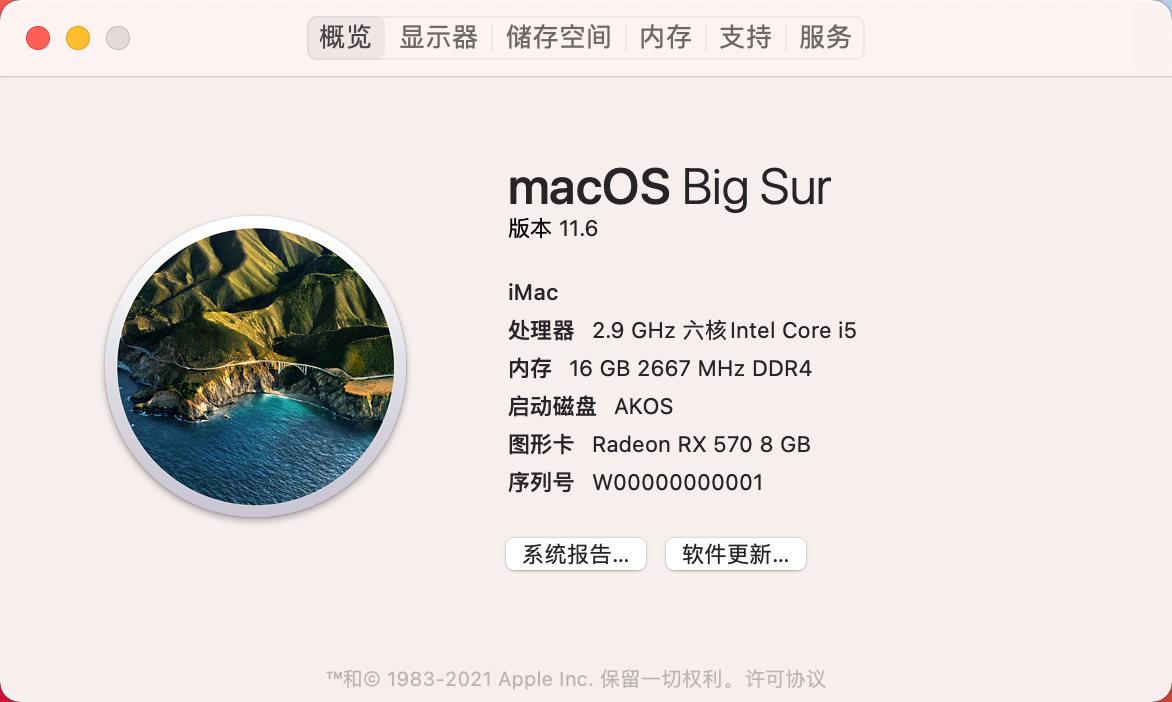 概览 显示器 储存空间 内存 支持 服务
macOS Big Sur
版本 11.6
iMac
处理器 2.9 GHz 六核Intel Core i5
内存 16 GB 2667 MHz DDR4
启动磁盘 AKOS
图形卡 Radeon RX 570 8 GB
序列号 W00000000001
系统报告... 软件更新...
™和© 1983-2021 Apple Inc. 保留一切权利。许可协议